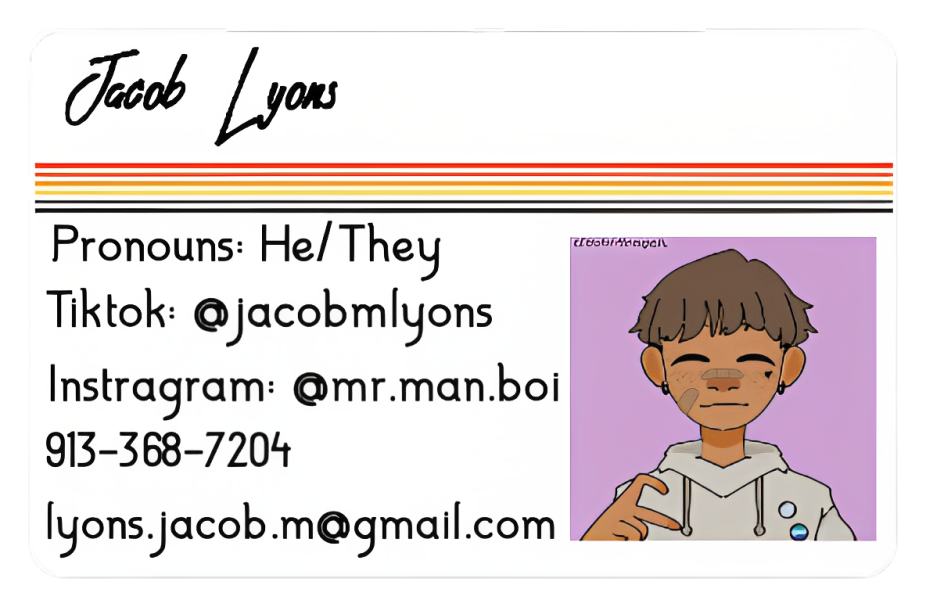 Jacob Lyons
Pronouns: He/They
Tiktok: @jacobmlyons
Instragram: @mr.man.boi
913-368-7204
lyons.jacob.m@gmail.com